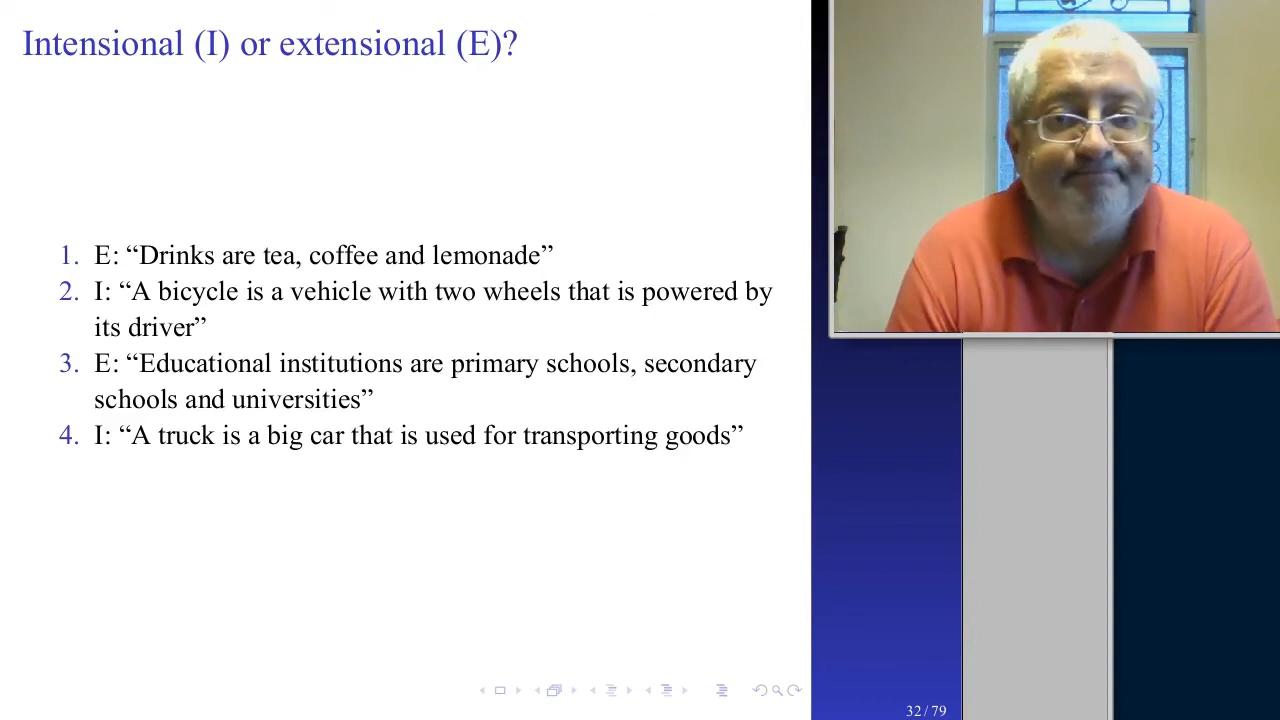 Intensional (I) or extensional (E)?
1. E: “Drinks are tea, coffee and lemonade”
2. I: “A bicycle is a vehicle with two wheels that is powered by
its driver”
3. E: “Educational institutions are primary schools, secondary
schools and universities”
4. I: “A truck is a big car that is used for transporting goods”
32 / 79